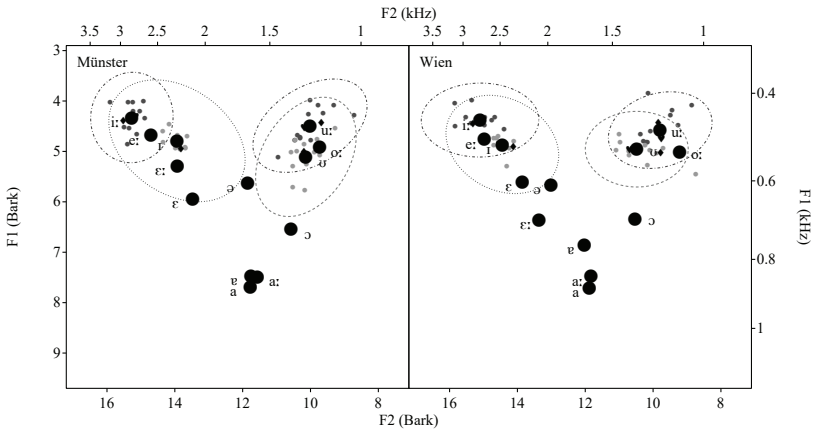 F2 (kHz)
3.5 3 2.5 2 1.5 1 3.5 3 2.5 2 1.5 1
Münster
Wien
3
4
5
6
7
8
9
F1 (Bark)
iː
eː
ɪ
ɛː
ɛ
ə
uː
oː
ʊ
ɔ
ɐ
aː
a
iː
eː
ɪ
ɛ
ə
ɛː
uː
ʊ
oː
ɔ
ɐ
aː
a
0.4
0.6
0.8
1
F1 (kHz)
16 14 12 10 8 16 14 12 10 8
F2 (Bark)